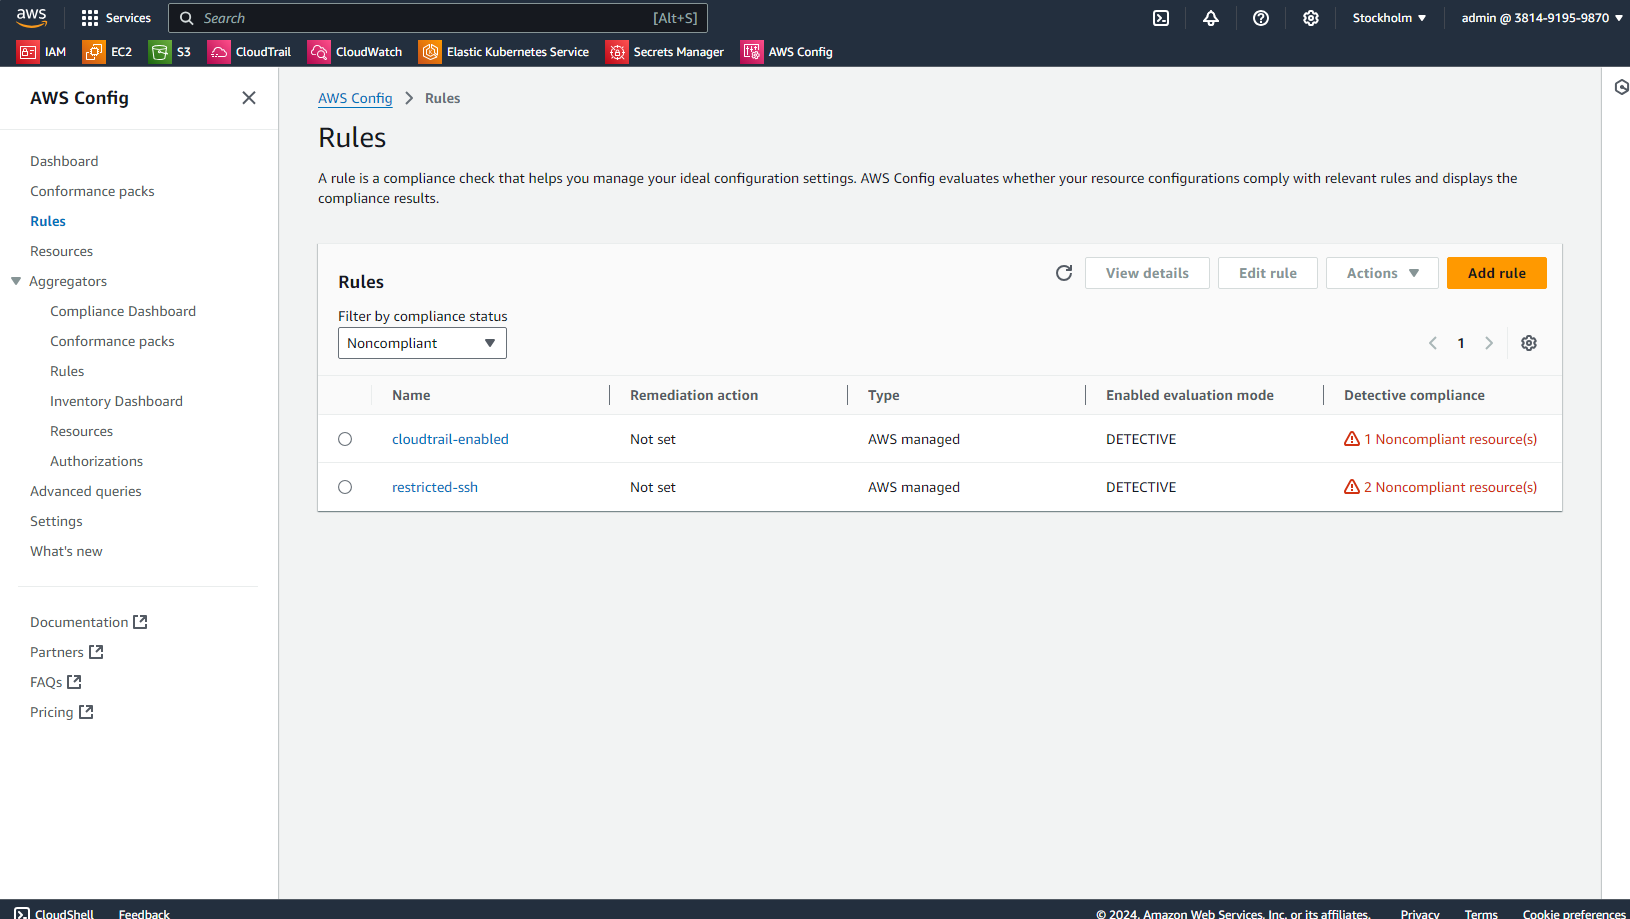 aws Services Search [Alt+S] Stockholm admin @ 3814-9195-9870
IAM EC2 S3 CloudTrail CloudWatch Elastic Kubernetes Service Secrets Manager AWS Config
AWS Config
Dashboard
Conformance packs
Rules
Resources
Aggregators
Compliance Dashboard
Conformance packs
Rules
Inventory Dashboard
Resources
Authorizations
Advanced queries
Settings
What's new
Documentation
Partners
FAQs
Pricing
AWS Config Rules
Rules
A rule is a compliance check that helps you manage your ideal configuration settings. AWS Config evaluates whether your resource configurations comply with relevant rules and displays the
compliance results.
Rules View details Edit rule Actions Add rule
Filter by compliance status
Noncompliant 1
Name Remediation action Type Enabled evaluation mode Detective compliance
cloudtrail-enabled Not set AWS managed DETECTIVE 1 Noncompliant resource(s)
restricted-ssh Not set AWS managed DETECTIVE 2 Noncompliant resource(s)
CloudShell Feedback © 2024, Amazon Web Services, Inc. or its affiliates. Privacy Terms Cookie preferences